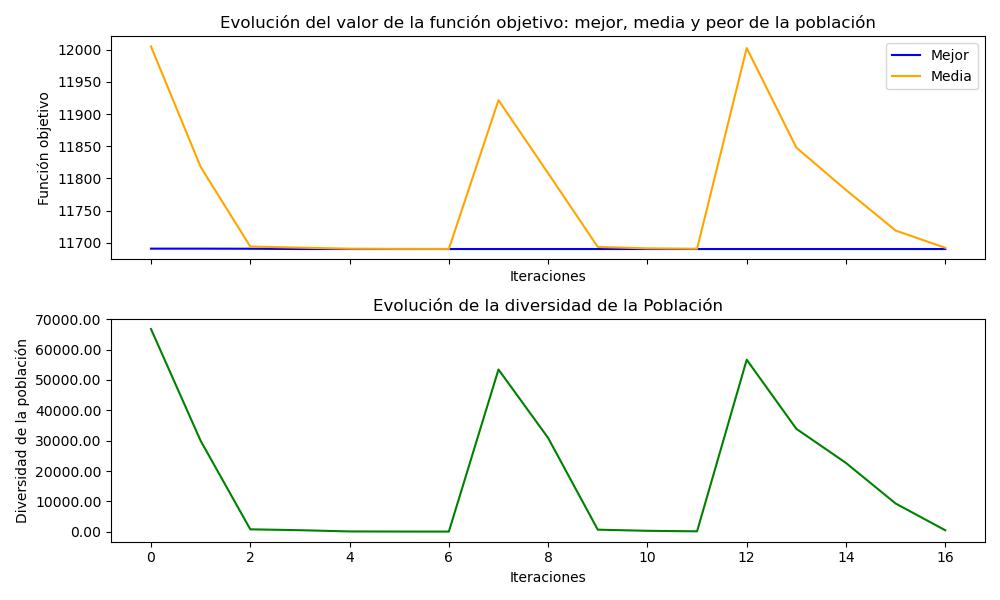 Evolución del valor de la función objetivo: mejor, media y peor de la población
12000
11950
11900
11850
11800
11750
11700
Función objetivo
Mejor
Media
Iteraciones
Evolución de la diversidad de la Población
70000.00
60000.00
50000.00
40000.00
30000.00
20000.00
10000.00
0.00
Diversidad de la población
0 2 4 6 8 10 12 14 16
Iteraciones